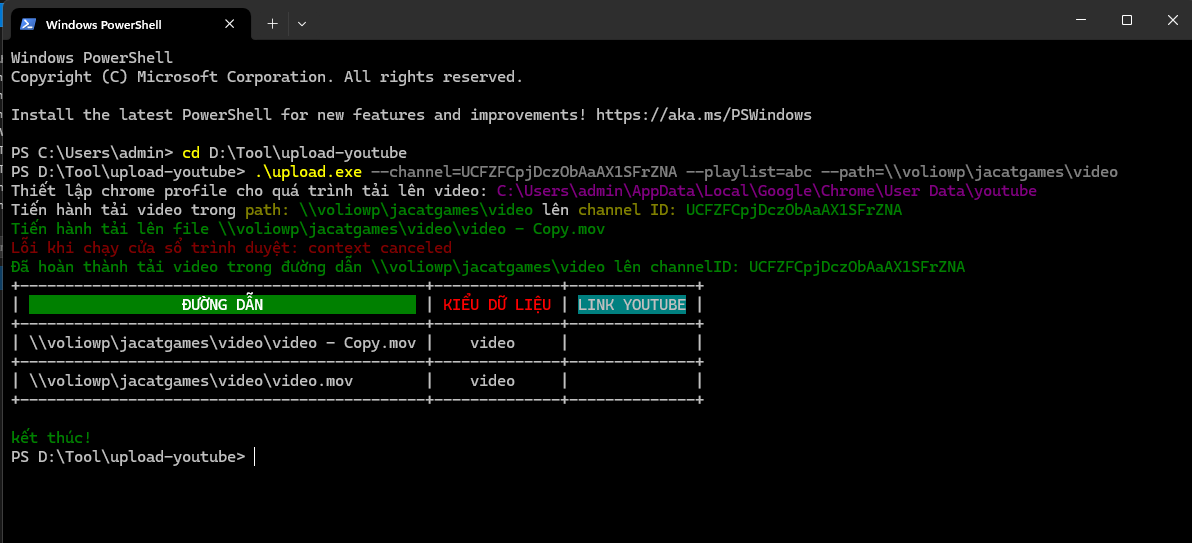 Windows PowerShell
Windows PowerShell
Copyright (C) Microsoft Corporation. All rights reserved.
Install the latest PowerShell for new features and improvements! https://aka.ms/PSWindows
PS C:\Users\admin> cd D:\Tool\upload-youtube
PS D:\Tool\upload-youtube> .\upload.exe --channel=UCFZFCpjDczObAaAX1SFrZNA --playlist=abc --path=\\voliowp\jacatgames\video
Thiết lập chrome profile cho quá trình tải lên video: C:\Users\admin\AppData\Local\Google\Chrome\User Data\youtube
Tiến hành tải video trong path: \\voliowp\jacatgames\video lên channel ID: UCFZFCpjDczObAaAX1SFrZNA
Tiến hành tải lên file \\voliowp\jacatgames\video\video - Copy.mov
Lỗi khi chạy cửa sổ trình duyệt: context canceled
Đã hoàn thành tải video trong đường dẫn \\voliowp\jacatgames\video lên channelID: UCFZFCpjDczObAaAX1SFrZNA
+---------------------------------------------+--------------+--------------+
| ĐƯỜNG DẪN | KIỂU DỮ LIỆU | LINK YOUTUBE |
+---------------------------------------------+--------------+--------------+
| \\voliowp\jacatgames\video\video - Copy.mov | video | |
+---------------------------------------------+--------------+--------------+
| \\voliowp\jacatgames\video\video.mov | video | |
+---------------------------------------------+--------------+--------------+
kết thúc!
PS D:\Tool\upload-youtube>